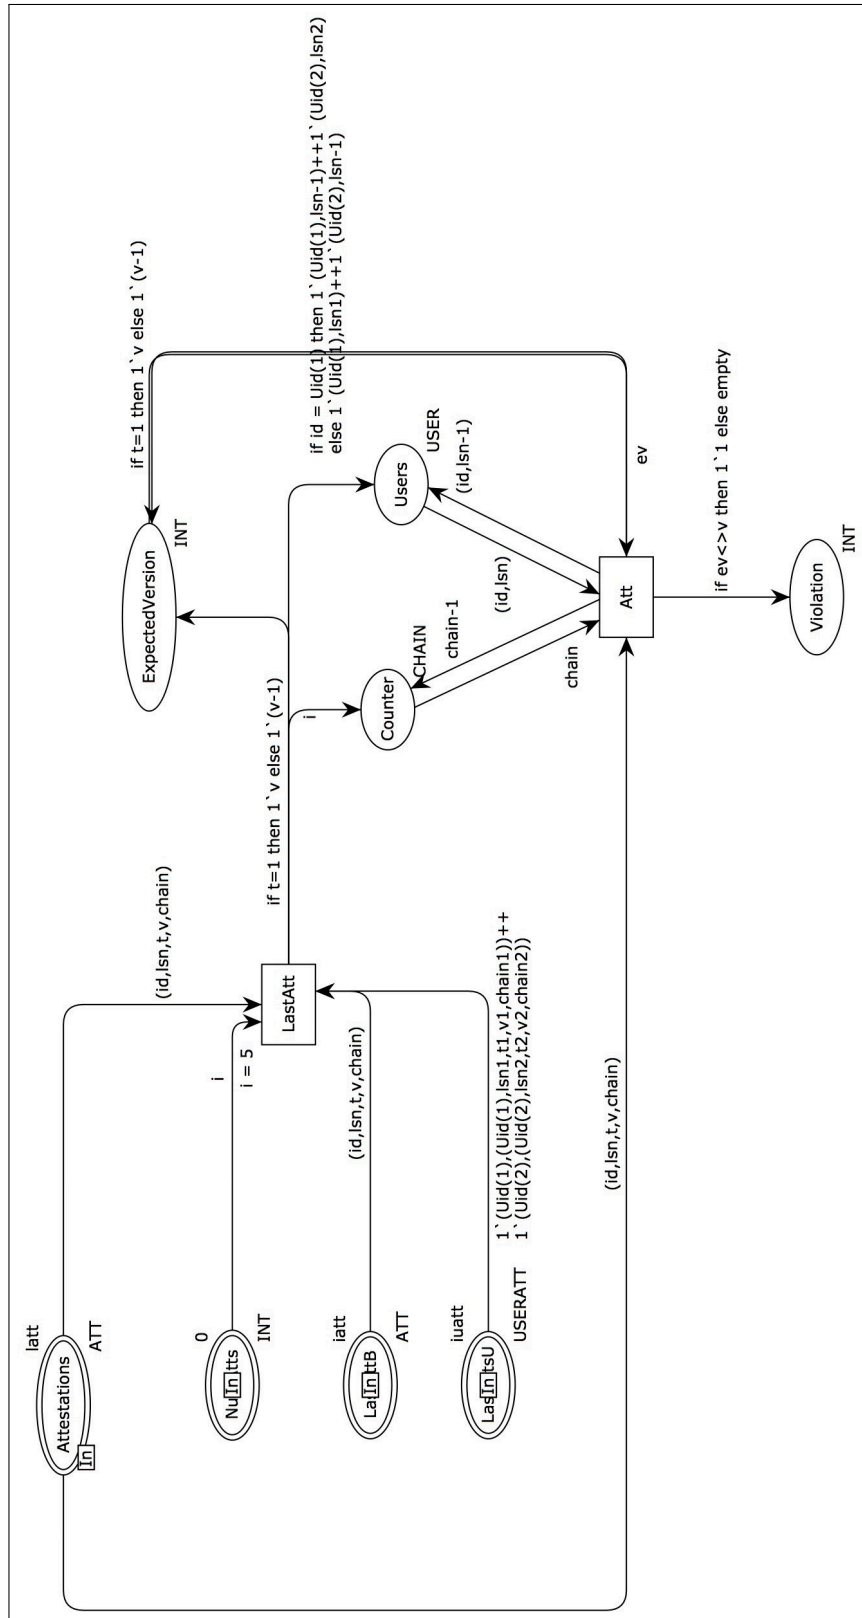 latt
Attestations
In
ATT
(id,lsn,t,v,chain)
0
NuIntts
INT
i
i = 5
LastAtt
iatt
LaInttB
ATT
(id,lsn,t,v,chain)
iuatt
LasIntsU
USERATT
1`(Uid(1),(Uid(1),lsn1,t1,v1,chain1))++
1`(Uid(2),(Uid(2),lsn2,t2,v2,chain2))
(id,lsn,t,v,chain)
if t=1 then 1`v else 1`(v-1)
i
ExpectedVersion
INT
if t=1 then 1`v else 1`(v-1)
if id = Uid(1) then 1`(Uid(1),lsn-1)++1`(Uid(2),lsn2)
else 1`(Uid(1),lsn1)++1`(Uid(2),lsn-1)
Counter
CHAIN
chain-1
chain
Users
USER
(id,lsn-1)
(id,lsn)
Att
ev
if ev<>v then 1`1 else empty
Violation
INT